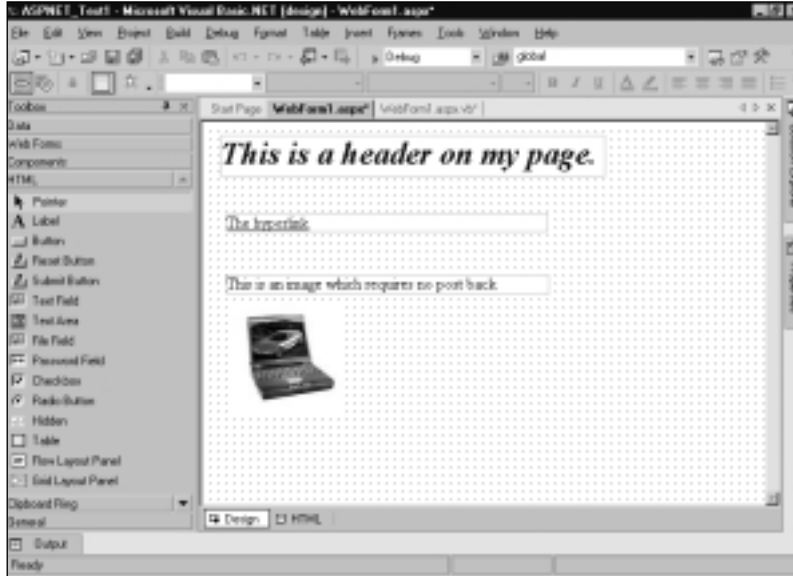 ASPNET_Test1 - Microsoft Visual Basic.NET [design] - WebForm1.aspx*
File Edit View Project Build Debug Format Table Insert Frames Tools Window Help
Debug global
B I U
Toolbox
Start Page WebForm1.aspx* WebForm1.aspx.vb*
Data
Web Forms
Components
HTML
Pointer
Label
Button
Reset Button
Submit Button
Text Field
Text Area
File Field
Password Field
Checkbox
Radio Button
Hidden
Table
Flow Layout Panel
Grid Layout Panel
Clipboard Ring
General
This is a header on my page.
The hyperlink
This is an image which requires no post back
Design HTML
Output
Ready